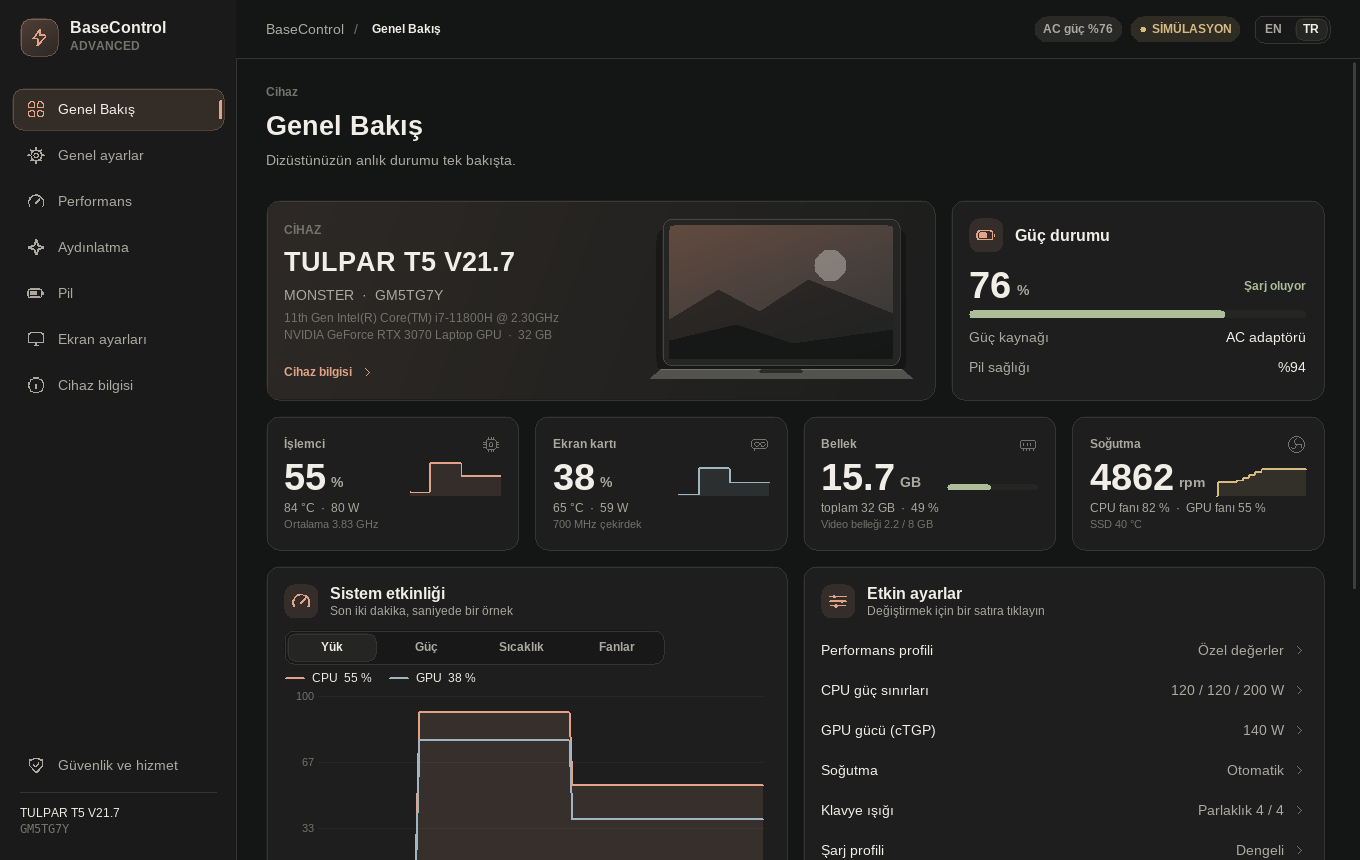 BaseControl
ADVANCED
Genel Bakış
Genel ayarlar
Performans
Aydınlatma
Pil
Ekran ayarları
Cihaz bilgisi
Güvenlik ve hizmet
TULPAR T5 V21.7
GM5TG7Y
BaseControl / Genel Bakış
AC güç %76
SİMÜLASYON
EN TR
Cihaz
Genel Bakış
Dizüstünüzün anlık durumu tek bakışta.
CİHAZ
TULPAR T5 V21.7
MONSTER · GM5TG7Y
11th Gen Intel(R) Core(TM) i7-11800H @ 2.30GHz
NVIDIA GeForce RTX 3070 Laptop GPU · 32 GB
Cihaz bilgisi
Güç durumu
76 %
Şarj oluyor
Güç kaynağı AC adaptörü
Pil sağlığı %94
İşlemci
55 %
84 °C · 80 W
Ortalama 3.83 GHz
Ekran kartı
38 %
65 °C · 59 W
700 MHz çekirdek
Bellek
15.7 GB
toplam 32 GB · 49 %
Video belleği 2.2 / 8 GB
Soğutma
4862 rpm
CPU fanı 82 % · GPU fanı 55 %
SSD 40 °C
Sistem etkinliği
Son iki dakika, saniyede bir örnek
Yük Güç Sıcaklık Fanlar
CPU 55 % GPU 38 %
100
67
33
Etkin ayarlar
Değiştirmek için bir satıra tıklayın
Performans profili Özel değerler
CPU güç sınırları 120 / 120 / 200 W
GPU gücü (cTGP) 140 W
Soğutma Otomatik
Klavye ışığı Parlaklık 4 / 4
Şarj profili Dengeli